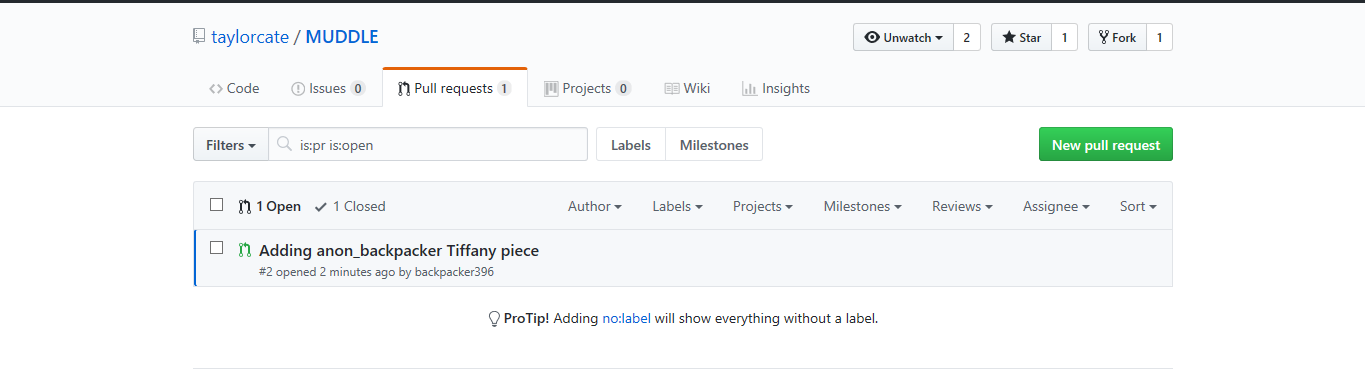 taylorcate / MUDDLE
Unwatch 2 Star 1 Fork 1
Code Issues 0 Pull requests 1 Projects 0 Wiki Insights
Filters is:pr is:open Labels Milestones New pull request
1 Open 1 Closed Author Labels Projects Milestones Reviews Assignee Sort
Adding anon_backpacker Tiffany piece
#2 opened 2 minutes ago by backpacker396
ProTip! Adding no:label will show everything without a label.